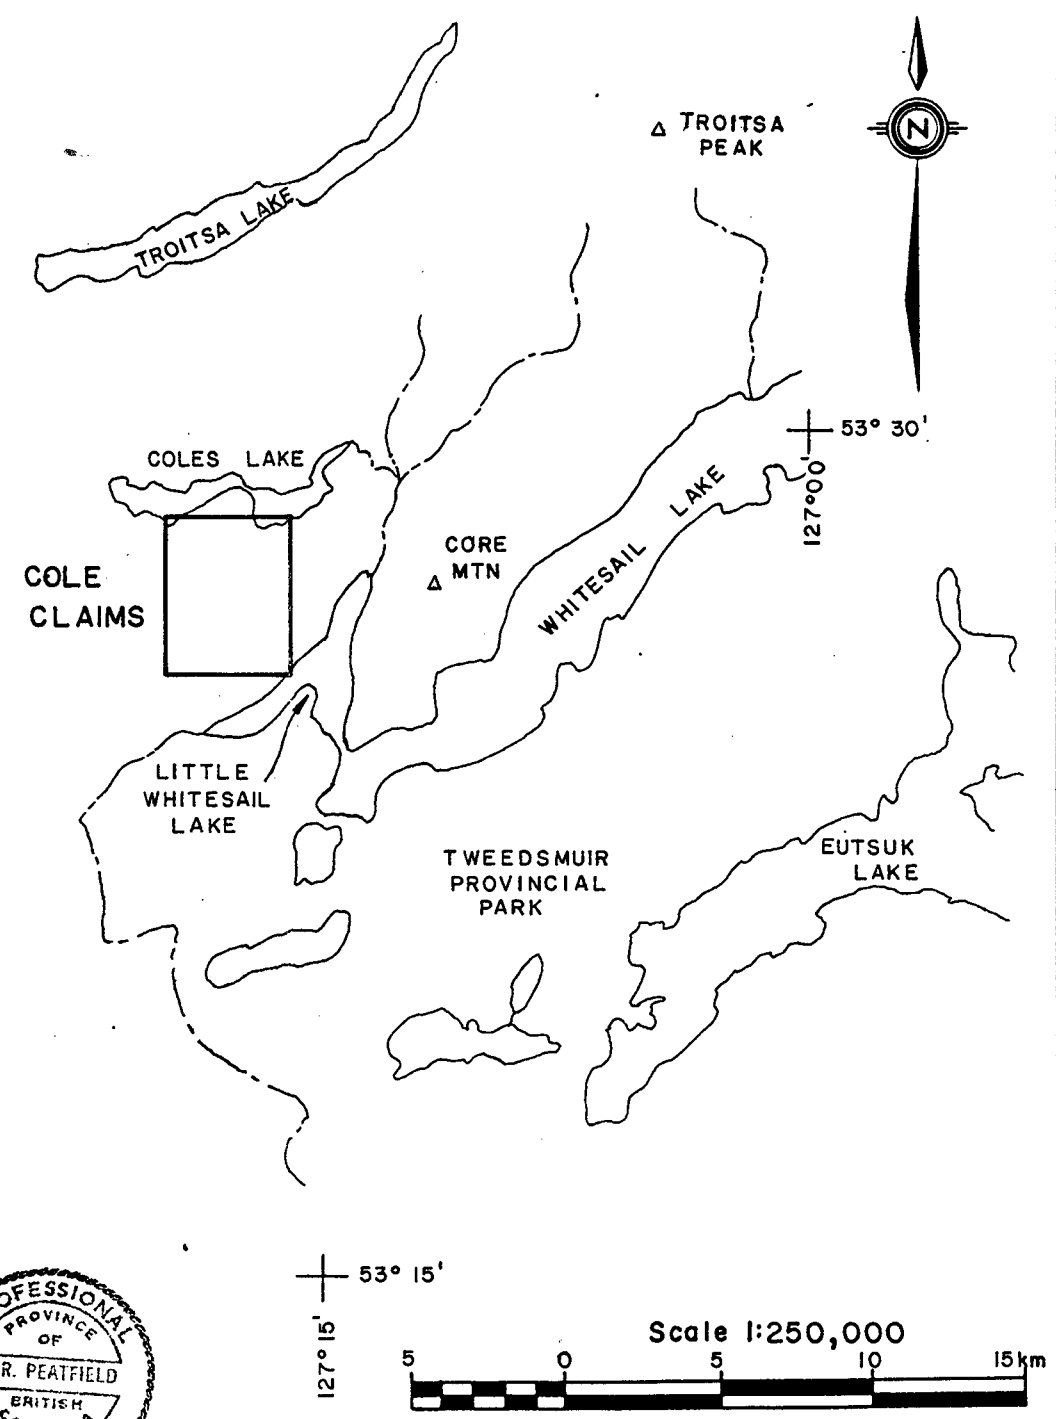 TROITSA
PEAK
N
TROITSA LAKE
53° 30'
127° 00'
COLES LAKE
WHITESAIL LAKE
CORE
MTN
COLE
CLAIMS
LITTLE
WHITESAIL
LAKE
EUTSUK
LAKE
TWEEDSMUIR
PROVINCIAL
PARK
53° 15'
127° 15'
OFESSIONAL
PROVINCE
OF
R. PEATFIELD
BRITISH
Scale 1:250,000
5 0 5 10 15 km